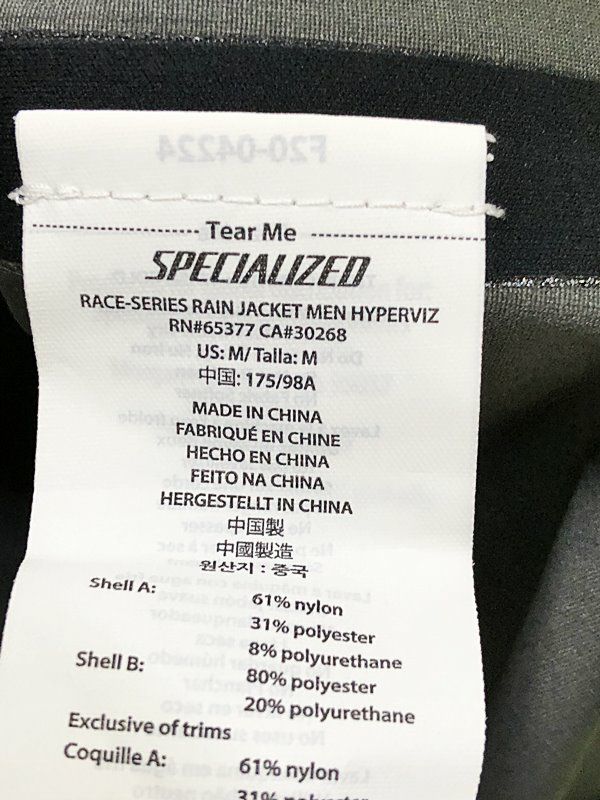 F20-04224
Tear Me
SPECIALIZED
RACE-SERIES RAIN JACKET MEN HYPERVIZ
RN#65377 CA#30268
US: M/ Talla: M
中国: 175/98A
MADE IN CHINA
FABRIQUÉ EN CHINE
HECHO EN CHINA
FEITO NA CHINA
HERGESTELLT IN CHINA
中国製
中國製造
원산지 : 중국
Shell A: 61% nylon
31% polyester
8% polyurethane
Shell B: 80% polyester
20% polyurethane
Exclusive of trims
Coquille A: 61% nylon
31% polyester